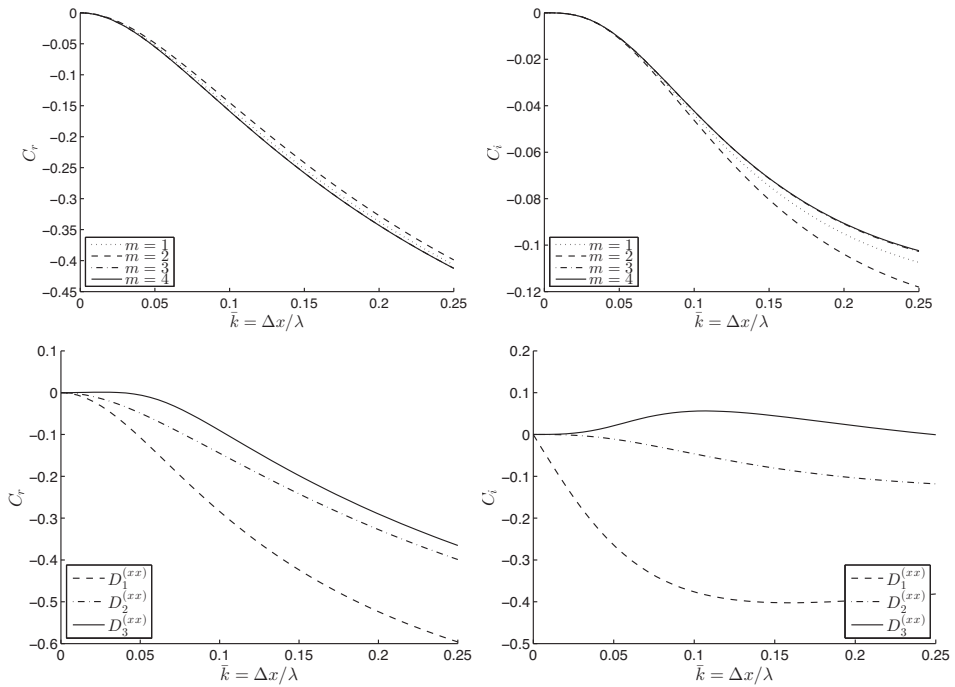 0
−0.05
−0.1
−0.15
−0.2
−0.25
−0.3
−0.35
−0.4
−0.45
C_r
0 0.05 0.1 0.15 0.2 0.25
k̄ = Δx/λ
m = 1
m = 2
m = 3
m = 4
0
−0.02
−0.04
−0.06
−0.08
−0.1
−0.12
C_i
0 0.05 0.1 0.15 0.2 0.25
k̄ = Δx/λ
m = 1
m = 2
m = 3
m = 4
0.1
0
−0.1
−0.2
−0.3
−0.4
−0.5
−0.6
C_r
0 0.05 0.1 0.15 0.2 0.25
k̄ = Δx/λ
D_1^{(xx)}
D_2^{(xx)}
D_3^{(xx)}
0.2
0.1
0
−0.1
−0.2
−0.3
−0.4
−0.5
C_i
0 0.05 0.1 0.15 0.2 0.25
k̄ = Δx/λ
D_1^{(xx)}
D_2^{(xx)}
D_3^{(xx)}